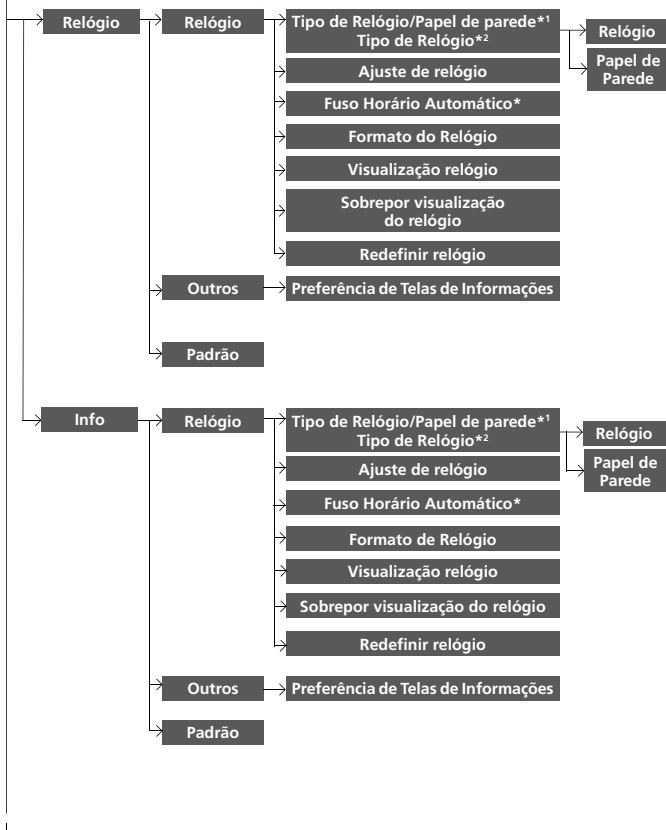 Relógio
Relógio
Tipo de Relógio/Papel de parede*1
Tipo de Relógio*2
Relógio
Papel de
Parede
Ajuste de relógio
Fuso Horário Automático*
Formato do Relógio
Visualização relógio
Sobrepor visualização
do relógio
Redefinir relógio
Outros
Preferência de Telas de Informações
Padrão
Info
Relógio
Tipo de Relógio/Papel de parede*1
Tipo de Relógio*2
Relógio
Papel de
Parede
Ajuste de relógio
Fuso Horário Automático*
Formato de Relógio
Visualização relógio
Sobrepor visualização do relógio
Redefinir relógio
Outros
Preferência de Telas de Informações
Padrão